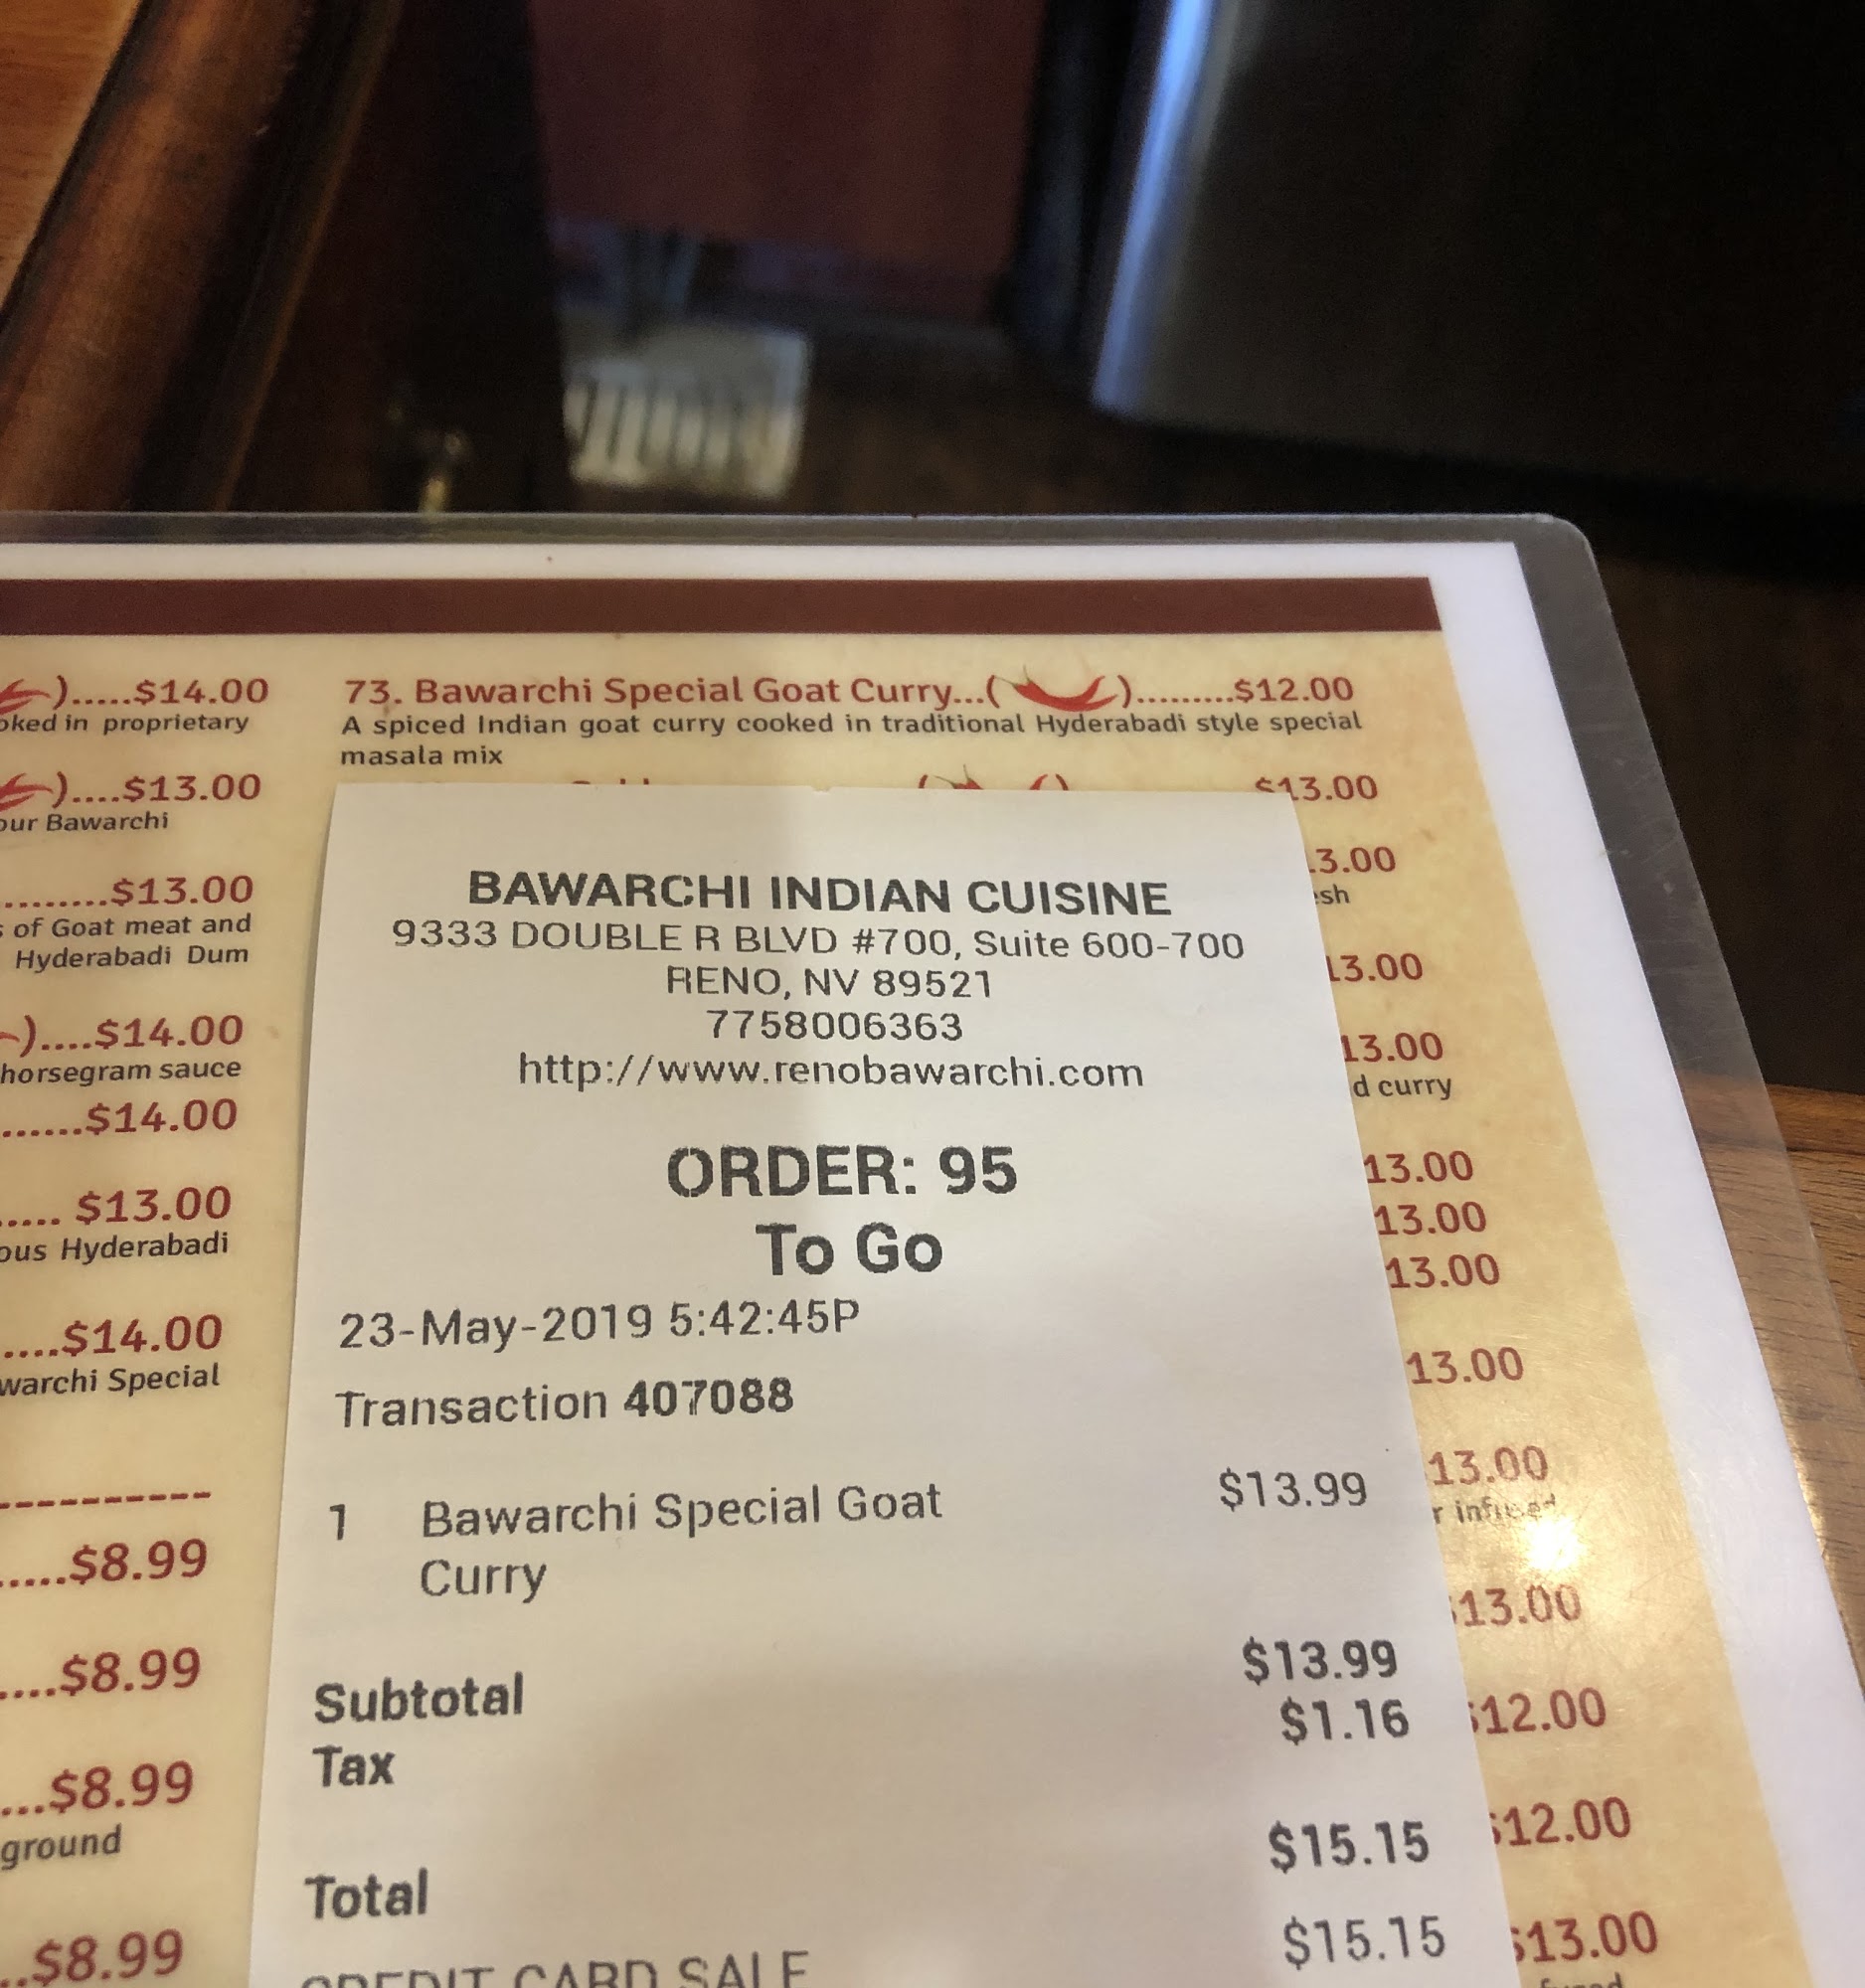 ).....$14.00
in proprietary
)....$13.00
our Bawarchi
.........$13.00
of Goat meat and
Hyderabadi Dum
)....$14.00
horsegram sauce
.......$14.00
..... $13.00
Hyderabadi
....$14.00
Special
----------
.....$8.99
....$8.99
...$8.99
ground
..$8.99
73. Bawarchi Special Goat Curry...( ).........$12.00
A spiced Indian goat curry cooked in traditional Hyderabadi style special
masala mix
$13.00
BAWARCHI INDIAN CUISINE
9333 DOUBLE R BLVD #700, Suite 600-700
RENO, NV 89521
7758006363
http://www.renobawarchi.com
ORDER: 95
To Go
23-May-2019 5:42:45P
Transaction 407088
1 Bawarchi Special Goat $13.99
Curry
Subtotal $13.99
Tax $1.16
Total $15.15
CREDIT CARD SALE $15.15
3.00
13.00
13.00
curry
13.00
13.00
13.00
13.00
13.00
infused
13.00
$12.00
$12.00
$13.00